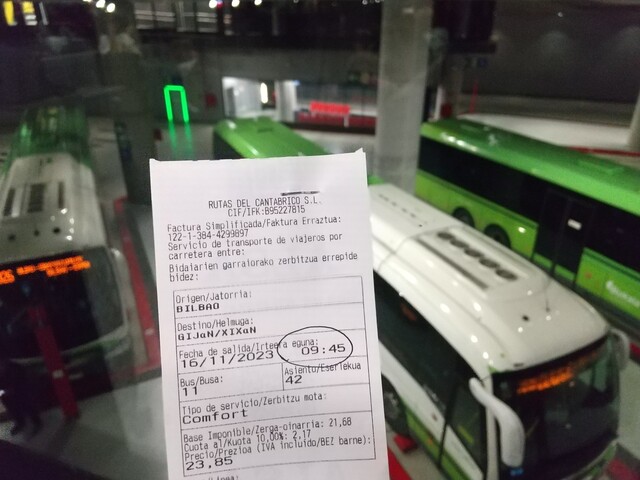 RUTAS DEL CANTABRICO S.L.
CIF/IFK:B95227815
Factura Simplificada/Faktura Erraztua:
122-1-384-4299897
Servicio de transporte de viajeros por
carretera entre:
Bidaiarien garraiorako zerbitzua errepide
bidez:
Origen/Jatorria:
BILBAO
Destino/Helmuga:
GIJaN/XIXaN
Fecha de salida/Irteera eguna:
16/11/2023 09:45
Bus/Busa: Asiento/Eserlekua
11 42
Tipo de servicio/Zerbitzu mota:
Comfort
Base Imponible/Zerga-oinarria: 21,68
Cuota al/Kuota 10,00%: 2,17
Precio/Prezioa (IVA incluido/BEZ barne):
23,85